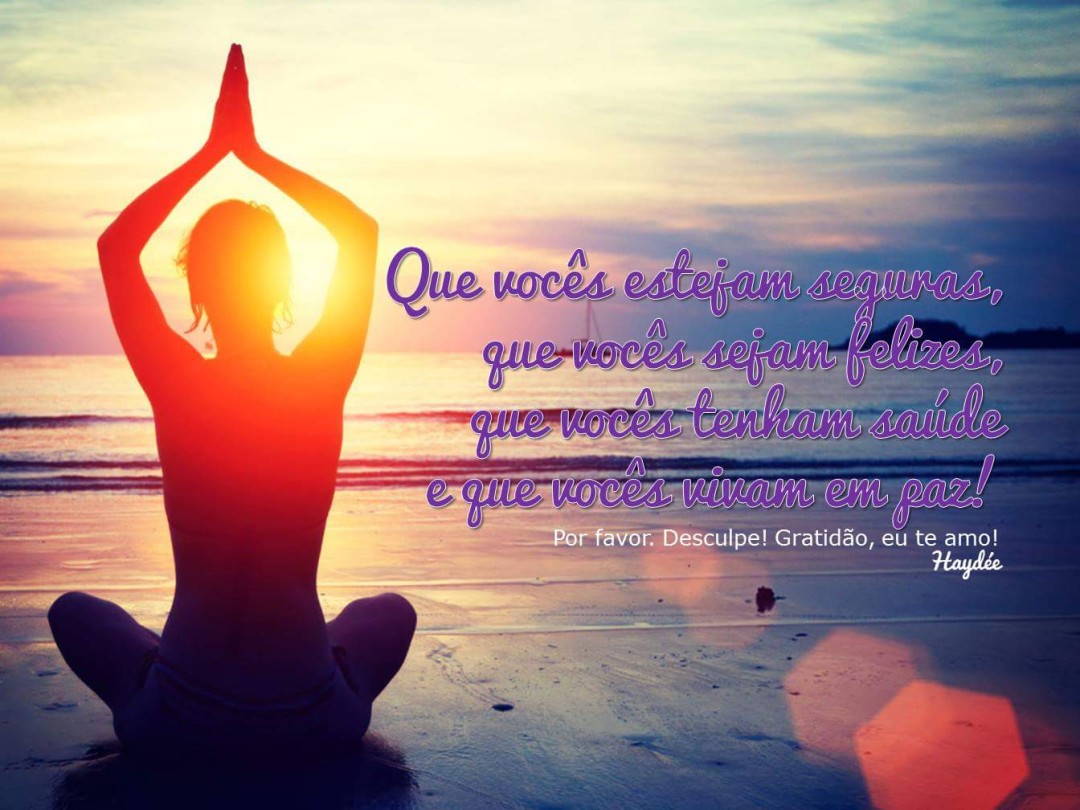 Que vocês estejam seguras,
que vocês sejam felizes,
que vocês tenham saúde
e que vocês vivam em paz!
Por favor. Desculpe! Gratidão, eu te amo!
Haydée